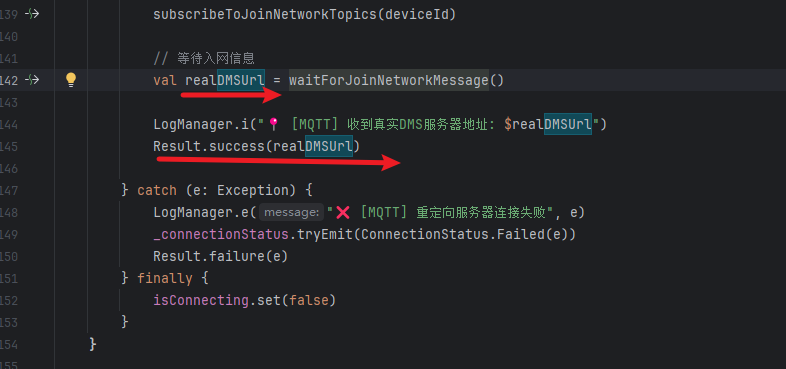 139 subscribeToJoinNetworkTopics(deviceId)
140
141 // 等待入网信息
142 val realDMSUrl = waitForJoinNetworkMessage()
143
144 LogManager.i("📍 [MQTT] 收到真实DMS服务器地址: $realDMSUrl")
145 Result.success(realDMSUrl)
146
147 } catch (e: Exception) {
148 LogManager.e( message: "❌ [MQTT] 重定向服务器连接失败", e)
149 _connectionStatus.tryEmit(ConnectionStatus.Failed(e))
150 Result.failure(e)
151 } finally {
152 isConnecting.set(false)
153 }
154 }
155